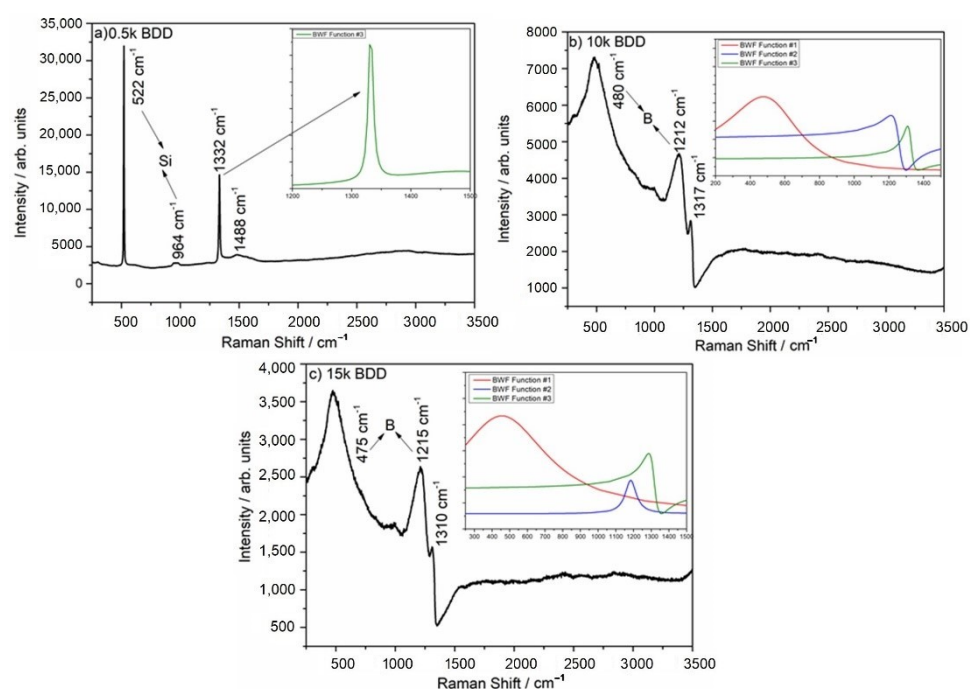 a)0.5k BDD
35,000
30,000
25,000
20,000
15,000
10,000
5000
0
Intensity / arb. units
522 cm⁻¹
Si
964 cm⁻¹
1332 cm⁻¹
1488 cm⁻¹
BWF Function #3
1200 1300 1400 1500
500 1000 1500 2000 2500 3000 3500
Raman Shift / cm⁻¹
b) 10k BDD
8000
7000
6000
5000
4000
3000
2000
1000
Intensity / arb. units
480 cm⁻¹
B
1212 cm⁻¹
1317 cm⁻¹
BWF Function #1
BWF Function #2
BWF Function #3
200 400 600 800 1000 1200 1400
500 1000 1500 2000 2500 3000 3500
Raman Shift / cm⁻¹
c) 15k BDD
4,000
3,500
3,000
2,500
2,000
1,500
1,000
500
Intensity / arb. units
475 cm⁻¹
B
1215 cm⁻¹
1310 cm⁻¹
BWF Function #1
BWF Function #2
BWF Function #3
300 400 500 600 700 800 900 1000 1100 1200 1300 1400 1500
500 1000 1500 2000 2500 3000 3500
Raman Shift / cm⁻¹